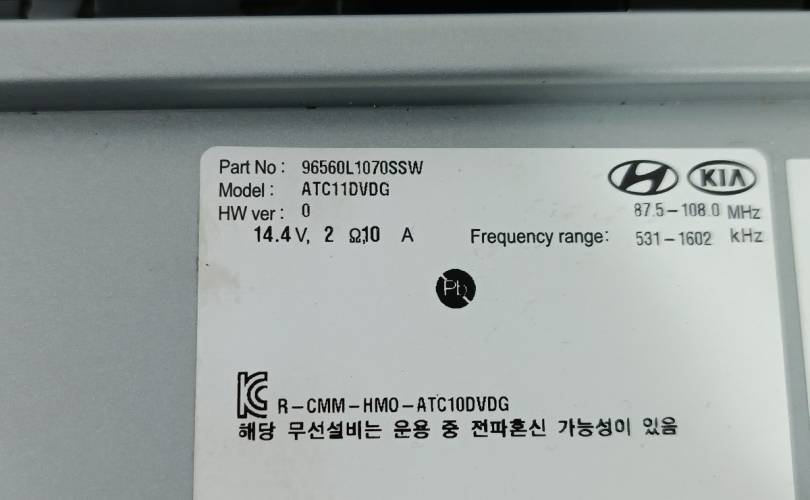 Part No : 96560L1070SSW
Model : ATC11DVDG
HW ver : 0
14.4 V, 2 Ω,10 A
KIA
87.5-108.0 MHz
Frequency range: 531-1602 kHz
Pb
R-CMM-HMO-ATC10DVDG
해당 무선설비는 운용 중 전파혼신 가능성이 있음